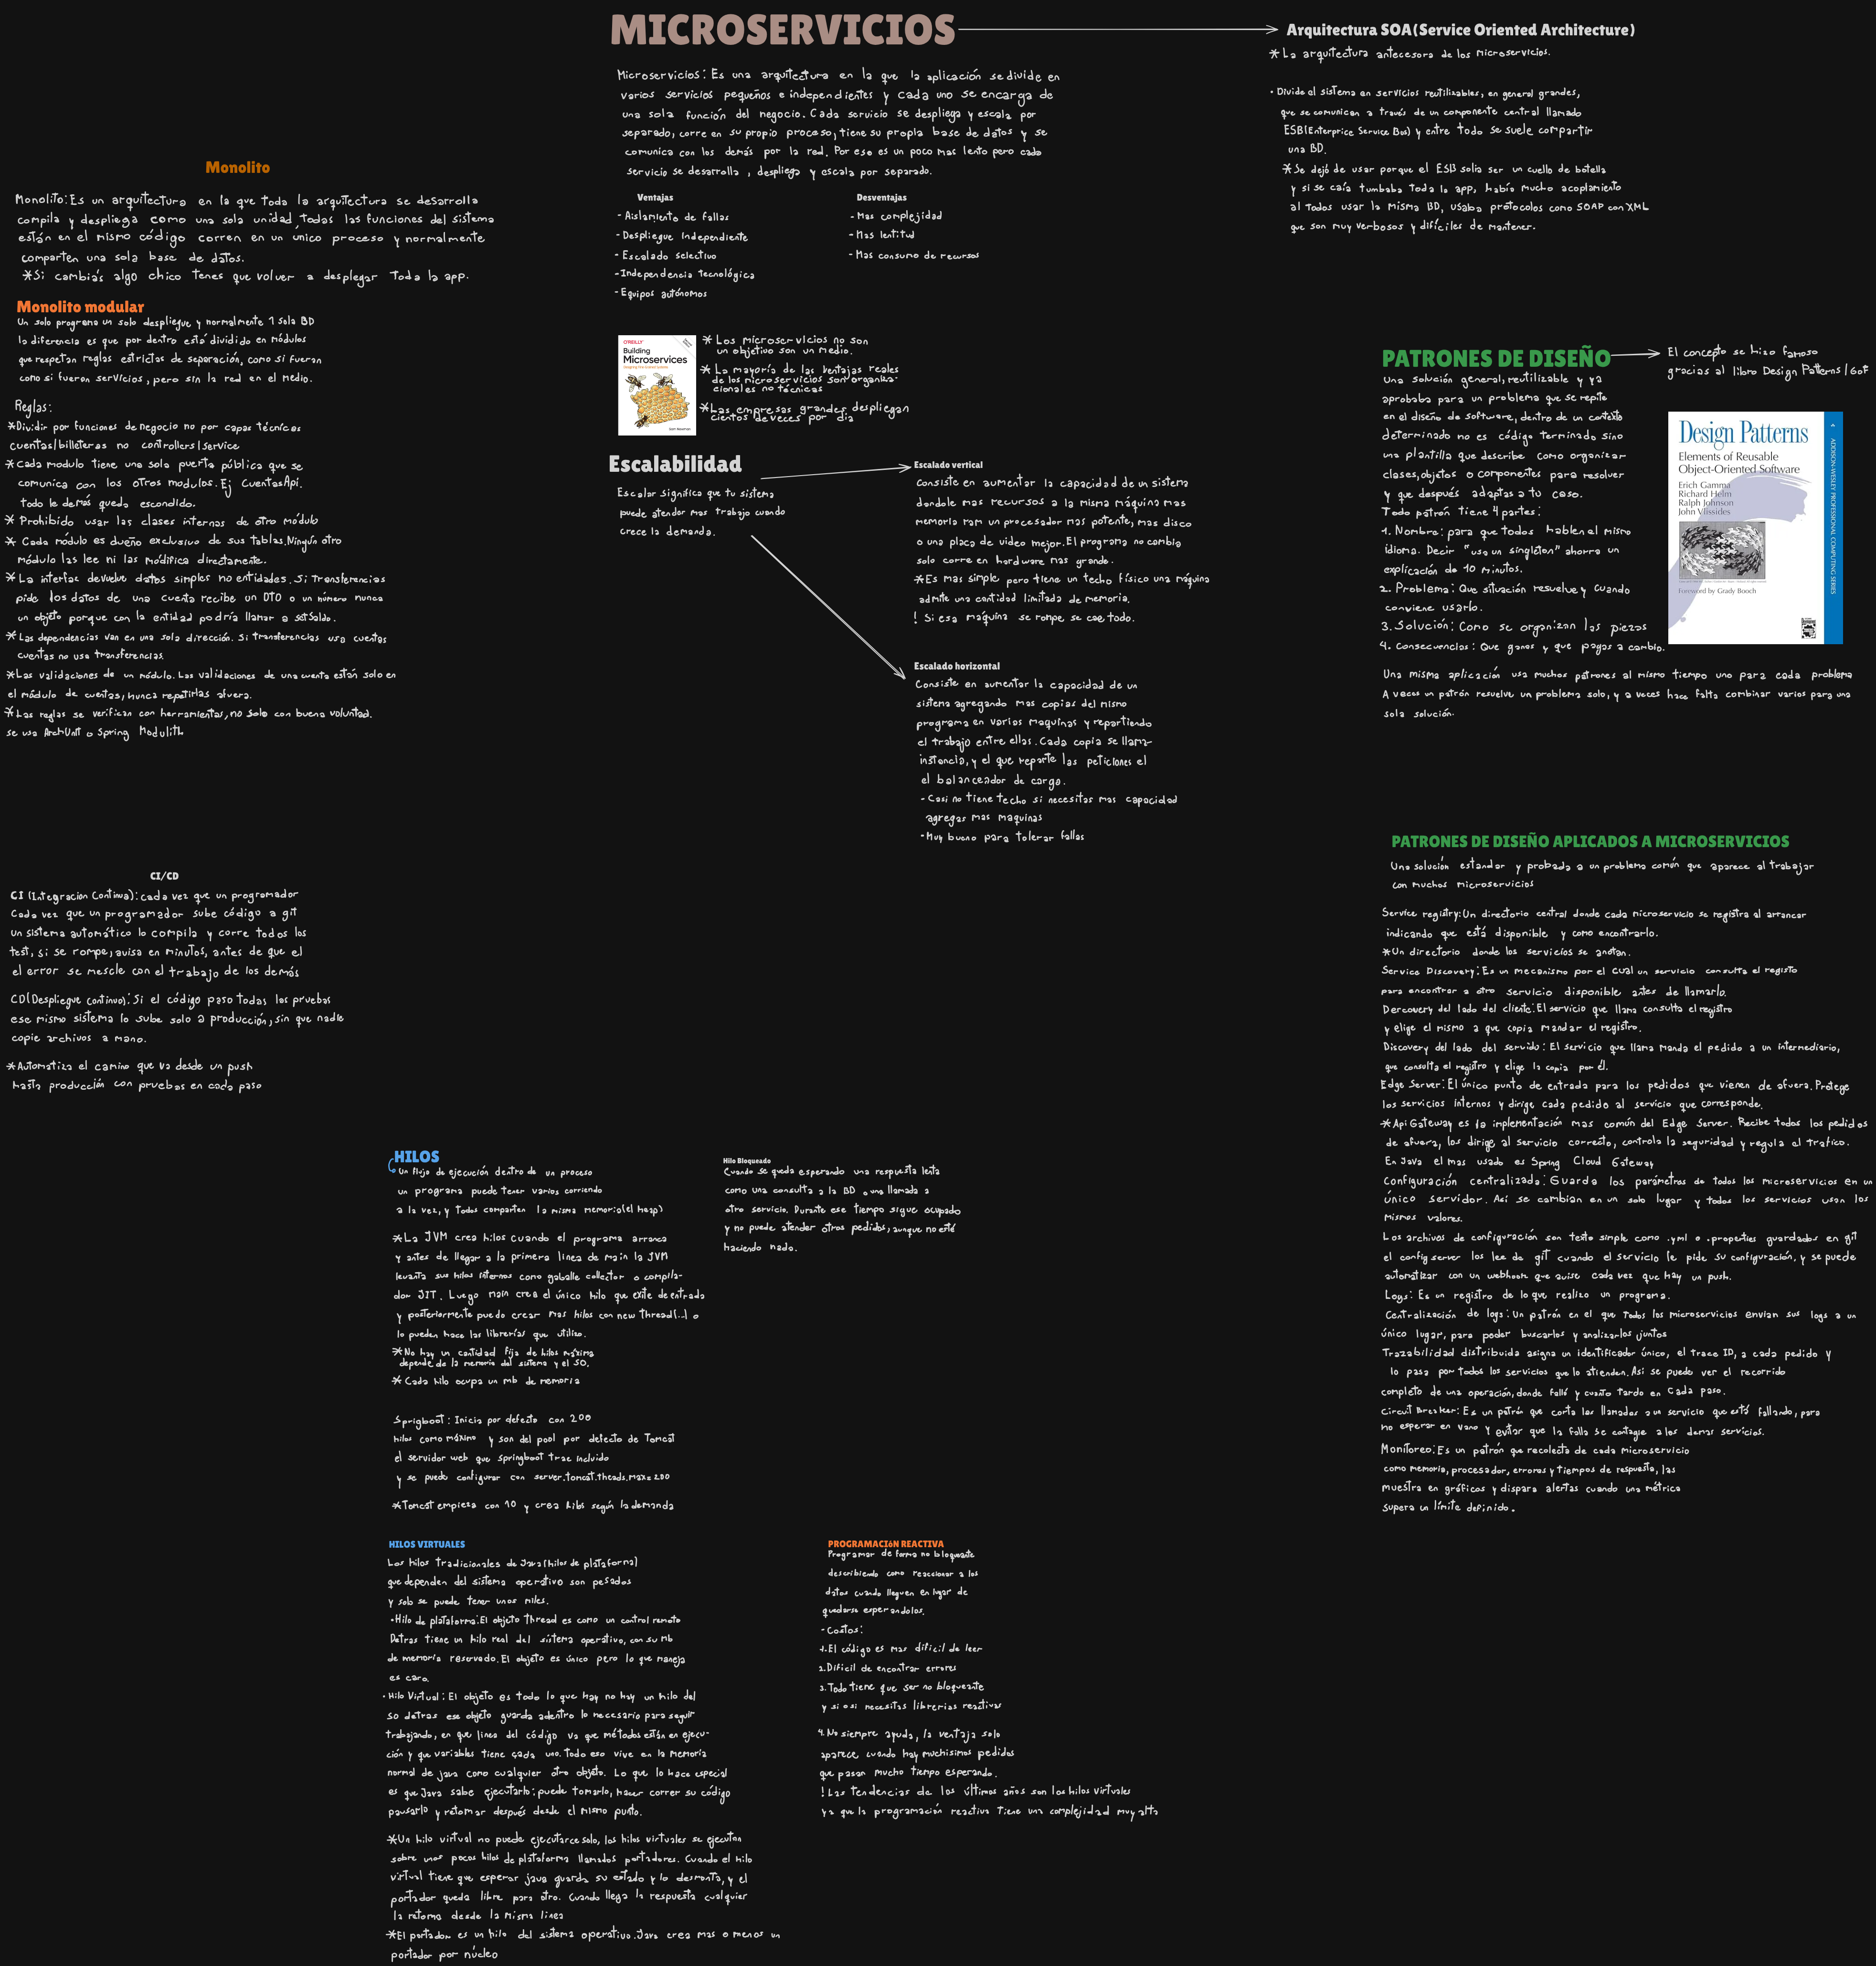 MICROSERVICIOS
Microservicios: Es una arquitectura en la que la aplicación se divide en
varios servicios pequeños e independientes y cada uno se encarga de
una sola función del negocio. Cada servicio se despliega y escala por
separado, corre en su propio proceso, tiene su propia base de datos y se
comunica con los demás por la red. Por eso es un poco mas lento pero cada
servicio se desarrolla, despliega y escala por separado.
Ventajas
- Aislamiento de fallas
- Despliegue Independiente
- Escalado selectivo
- Independencia tecnológica
- Equipos autónomos
Desventajas
- Mas complejidad
- Mas lentitud
- Mas consumo de recursos
O'REILLY
Building
Microservices
Sam Newman
* Los microservicios no son
un objetivo son un medio.
* La mayoría de las ventajas reales
de los microservicios son organiza-
cionales no técnicas
* Las empresas grandes despliegan
cientos de veces por dia
Arquitectura SOA(Service Oriented Architecture)
* La arquitectura antecesora de los microservicios.
• Divide al sistema en servicios reutilizables, en general grandes,
que se comunican a través de un componente central llamado
ESB(Enterprice Service Bus) y entre todo se suele compartir
una BD.
* Se dejó de usar porque el ESB solia ser un cuello de botella
y si se caía tumbaba toda la app, había mucho acoplamiento
al todos usar la misma BD, usaba protocolos como SOAP con XML
que son muy verbosos y difíciles de mantener.
Monolito
Monolito: Es un arquitectura en la que toda la arquitectura se desarrolla
compila y despliega como una sola unidad todas las funciones del sistema
están en el mismo código corren en un único proceso y normalmente
comparten una sola base de datos.
*Si cambias algo chico tenes que volver a desplegar toda la app.
Monolito modular
Un solo programa un solo despliegue y normalmente 1 sola BD
la diferencia es que por dentro está dividido en módulos
que respetan reglas estrictas de separación, como si fueran
como si fueron servicios, pero sin la red en el medio.
Reglas:
*Dividir por funciones de negocio no por capas técnicas
cuentas/billeteras no controllers/service
* Cada modulo tiene una sola puerta pública que se
comunica con los otros modulos. Ej CuentasApi.
todo lo demás queda escondido.
* Prohibido usar las clases internas de otro módulo
* Cada módulo es dueño exclusivo de sus tablas. Ningún otro
módulo las lee ni las modifica directamente.
* La interfaz devuelve datos simples no entidades. Si transferencias
pide los datos de una cuenta recibe un DTO o un número nunca
un objeto porque con la entidad podría llamar a setSaldo.
* Las dependencias van en una sola dirección. Si transferencias usa cuentas
cuentas no usa transferencias.
*Las validaciones de un módulo. Las validaciones de una cuenta están solo en
el módulo de cuentas, nunca repetirlas afuera.
* Las reglas se verifican con herramientas, no solo con buena voluntad.
se usa ArchUnit o Spring Modulith
Escalabilidad
Escalar significa que tu sistema
puede atender mas trabajo cuando
crece la demanda.
Escalado vertical
Consiste en aumentar la capacidad de un sistema
dandole mas recursos a la misma máquina mas
memoria ram un procesador mas potente, mas disco
o una placa de video mejor. El programa no cambia
solo corre en hardware mas grande.
*Es mas simple pero tiene un techo físico una máquina
admite una cantidad limitada de memoria.
! Si esa máquina se rompe se cae todo.
Escalado horizontal
Consiste en aumentar la capacidad de un
sistema agregando mas copias del mismo
programa en varias maquinas y repartiendo
el trabajo entre ellas. Cada copia se llama
instancia, y el que reparte las peticiones el
el balanceador de carga.
- Casi no tiene techo si necesitas mas capacidad
agregas mas maquinas
- Muy bueno para tolerar fallas
PATRONES DE DISEÑO
Una solución general, reutilizable y ya
aprobaba para un problema que se repite
en el diseño de software, dentro de un contexto
determinado no es código terminado sino
una plantilla que describe como organizar
clases, objetos o componentes para resolver
y que después adaptas a tu caso.
Todo patrón tiene 4 partes:
1. Nombre: para que todos hablen el mismo
idioma. Decir "usa un singleton" ahorra un
explicación de 10 minutos.
2. Problema: Que situación resuelve y cuando
conviene usarlo.
3. Solución: Como se organizan las piezas
4. Consecuencias: Que ganas y que pagas a cambio.
Una misma aplicación usa muchos patrones al mismo tiempo uno para cada problema
A veces un patrón resuelve un problema solo, y a veces hace falta combinar varios para una
sola solución.
El concepto se hizo famoso
gracias al libro Design Patterns/GoF
Design Patterns
Elements of Reusable
Object-Oriented Software
Erich Gamma
Richard Helm
Ralph Johnson
John Vlissides
Foreword by Grady Booch
ADDISON-WESLEY PROFESSIONAL COMPUTING SERIES
PATRONES DE DISEÑO APLICADOS A MICROSERVICIOS
Una solución estandar y probada a un problema común que aparece al trabajar
con muchos microservicios
Service registry: Un directorio central donde cada microservicio se registra al arrancar
indicando que está disponible y como encontrarlo.
*Un directorio donde los servicios se anotan.
Service Discovery: Es un mecanismo por el cual un servicio consulta el registo
para encontrar a otro servicio disponible antes de llamarlo.
Dercovery del lado del cliente: El servicio que llama consulta el registro
y elige el mismo a que copia mandar el registro.
Discovery del lado del servido: El servicio que llama manda el pedido a un intermediario,
que consulta el registro y elige la copia por él.
Edge Server: El único punto de entrada para los pedidos que vienen de afuera. Protege
los servicios internos y dirige cada pedido al servicio que corresponde.
*Api Gateway es la implementación mas común del Edge Server. Recibe todos los pedidos
de afuera, los dirige al servicio correcto, controla la seguridad y regula el trafico.
En Java el mas usado es Spring Cloud Gateway
Configuración centralizada: Guarda los parámetros de todos los microservicios en un
único servidor. Así se cambian en un solo lugar y todos los servicios usan los
mismos valores.
Los archivos de configuración son texto simple como .yml o .properties guardados en git
el config server los lee de git cuando el servicio le pide su configuración, y se puede
automatizar con un webhook que avise cada vez que hay un push.
Logs: Es un registro de lo que realizo un programa.
Centralización de logs: Un patrón en el que todos los microservicios envían sus logs a un
único lugar, para poder buscarlos y analizarlos juntos
Trazabilidad distribuida asigna un identificador único, el trace ID, a cada pedido y
lo pasa por todos los servicios que lo atienden. Asi se puede ver el recorrido
completo de una operación, donde falló y cuanto tardo en cada paso.
Circuit Breaker: Es un patrón que corta las llamadas a un servicio que está fallando, para
no esperar en vano y evitar que la falla se contagie a los demas servicios.
Monitoreo: Es un patrón que recolecta de cada microservicio
como memoria, procesador, errores y tiempos de respuesta, las
muestra en gráficos y dispara alertas cuando una métrica
supera un límite definido.
CI/CD
CI (Integracion Continua): cada vez que un programador
Cada vez que un programador sube código a git
un sistema automático lo compila y corre todos los
test, si se rompe, avisa en minutos, antes de que el
el error se mescle con el trabajo de los demás
CD(Despliegue continuo): Si el código paso todas las pruebas
ese mismo sistema lo sube solo a producción, sin que nadie
copie archivos a mano.
*Automatiza el camino que va desde un push
hasta producción con pruebas en cada paso
HILOS
Un flujo de ejecución dentro de un proceso
un programa puede tener varios corriendo
a la vez, y todos comparten la misma memoria(el heap)
*La JVM crea hilos cuando el programa arranca
y antes de llegar a la primera linea de main la JVM
levanta sus hilos internos como gaballe collector o compila-
dor JIT. Luego main crea el único hilo que exite de entrada
y posteriormente puedo crear mas hilos con new thread(...) o
lo pueden hace las librerías que utilizo.
*No hay un cantidad fija de hilos máxima
depende de la memoria del sistema y el SO.
* Cada hilo ocupa un mb de memoria
Sprigboot: Inicia por defecto con 200
hilos como máximo y son del pool por defecto de Tomcat
el servidor web que springboot trae incluido
y se puede configurar con server.tomcat.theads.max=200
*Tomcat empieza con 10 y crea hilos según la demanda
Hilo Bloqueado
Cuando se queda esperando una respuesta lenta
como una consulta a la BD o una llamada a
otro servicio. Durante ese tiempo sigue ocupado
y no puede atender otros pedidos, aunque no esté
haciendo nada.
HILOS VIRTUALES
Los hilos tradicionales de Java(hilos de plataforma)
que dependen del sistema operativo son pesados
y solo se puede tener unos miles.
•Hilo de plataforma: El objeto thread es como un control remoto
Detras tiene un hilo real del sistema operativo, con su mb
de memoria reservado. El objeto es único pero lo que maneja
es caro.
• Hilo Virtual: El objeto es todo lo que hay no hay un hilo del
SO detras ese objeto guarda adentro lo necesario para seguir
trabajando, en que linea del código va que métodos están en ejecu-
ción y que variables tiene cada uno. Todo eso vive en la memoria
normal de java como cualquier otro objeto. Lo que lo hace especial
es que Java sabe ejecutarlo: puede tomarlo, hacer correr su código
pausarlo y retomar después desde el mismo punto.
*Un hilo virtual no puede ejecutarce solo, los hilos virtuales se ejecutan
sobre unos pocos hilos de plataforma llamados portadores. Cuando el hilo
virtual tiene que esperar java guarda su estado y lo desmonta, y el
portador queda libre para otro. Cuando llega la respuesta cualquier
la retoma desde la misma linea
*El portador es un hilo del sistema operativo. Java crea mas o menos un
portador por núcleo
PROGRAMACIóN REACTIVA
Programar de forma no bloqueante
describiendo como reaccionar a los
datos cuando lleguen en lugar de
quedarse esperandolos.
- Costos:
1. El código es mas dificil de leer
2. Dificil de encontrar errores
3. Todo tiene que ser no bloqueante
y si o si necesitas librerias reactivas
4. No siempre ayuda, la ventaja solo
aparece cuando hay muchisimos pedidos
que pasan mucho tiempo esperando.
! Las tendencias de los últimos años son los hilos virtuales
ya que la programación reactiva tiene una complejidad muy alta